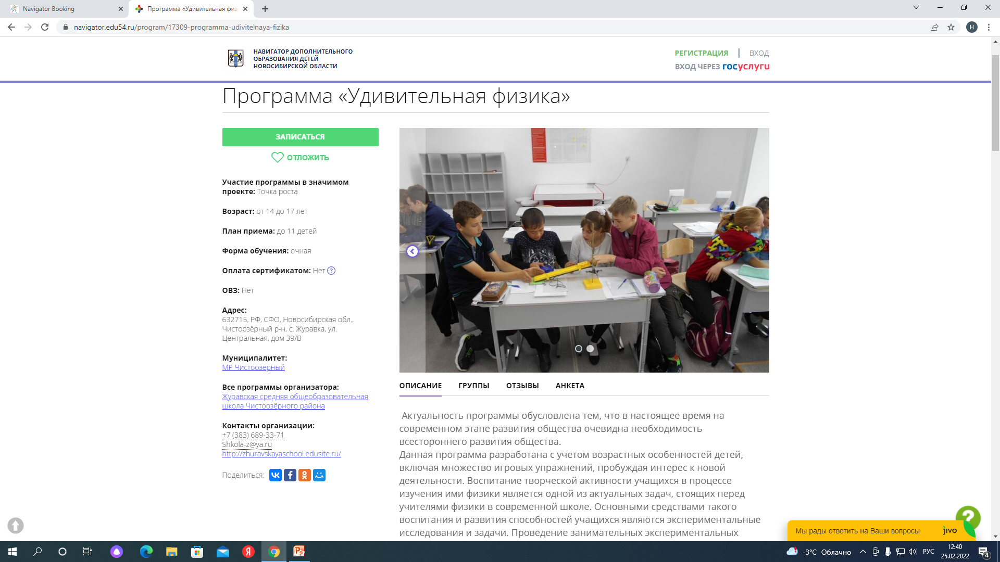 Navigator Booking
Программа «Удивительная физ
navigator.edu54.ru/program/17309-programma-udivitelnaya-fizika
Н
НАВИГАТОР ДОПОЛНИТЕЛЬНОГО
ОБРАЗОВАНИЯ ДЕТЕЙ
НОВОСИБИРСКОЙ ОБЛАСТИ
РЕГИСТРАЦИЯ | ВХОД
ВХОД ЧЕРЕЗ госуслуги
Программа «Удивительная физика»
ЗАПИСАТЬСЯ
ОТЛОЖИТЬ
Участие программы в значимом
проекте: Точка роста
Возраст: от 14 до 17 лет
План приема: до 11 детей
Форма обучения: очная
Оплата сертификатом: Нет ?
ОВЗ: Нет
Адрес:
632715, РФ, СФО, Новосибирская обл.,
Чистоозёрный р-н, с. Журавка, ул.
Центральная, дом 39/В
Муниципалитет:
МР Чистоозерный
Все программы организатора:
Журавская средняя общеобразовательная
школа Чистоозёрного района
Контакты организации:
+7 (383) 689-33-71
Shkola-z@ya.ru
http://zhuravskayaschool.edusite.ru/
Поделиться:
ОПИСАНИЕ ГРУППЫ ОТЗЫВЫ АНКЕТА
Актуальность программы обусловлена тем, что в настоящее время на
современном этапе развития общества очевидна необходимость
всестороннего развития общества.
Данная программа разработана с учетом возрастных особенностей детей,
включая множество игровых упражнений, пробуждая интерес к новой
деятельности. Воспитание творческой активности учащихся в процессе
изучения ими физики является одной из актуальных задач, стоящих перед
учителями физики в современной школе. Основными средствами такого
воспитания и развития способностей учащихся являются экспериментальные
исследования и задачи. Проведение занимательных экспериментальных
?
Мы рады ответить на Ваши вопросы jivo
-3°C Облачно
РУС
12:40
25.02.2022
4